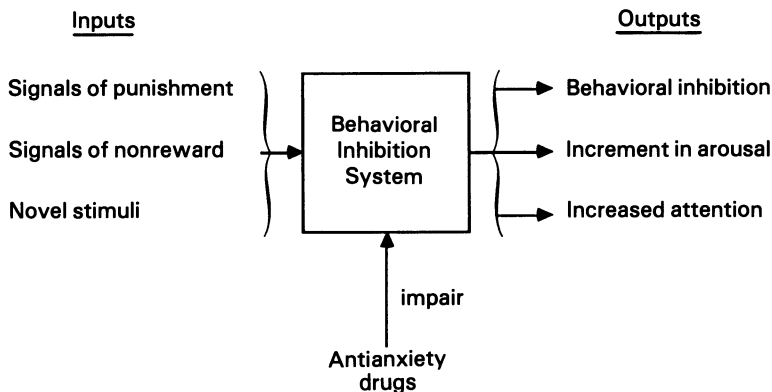 Inputs
Outputs
Signals of punishment
Signals of nonreward
Novel stimuli
Behavioral
Inhibition
System
Behavioral inhibition
Increment in arousal
Increased attention
impair
Antianxiety
drugs